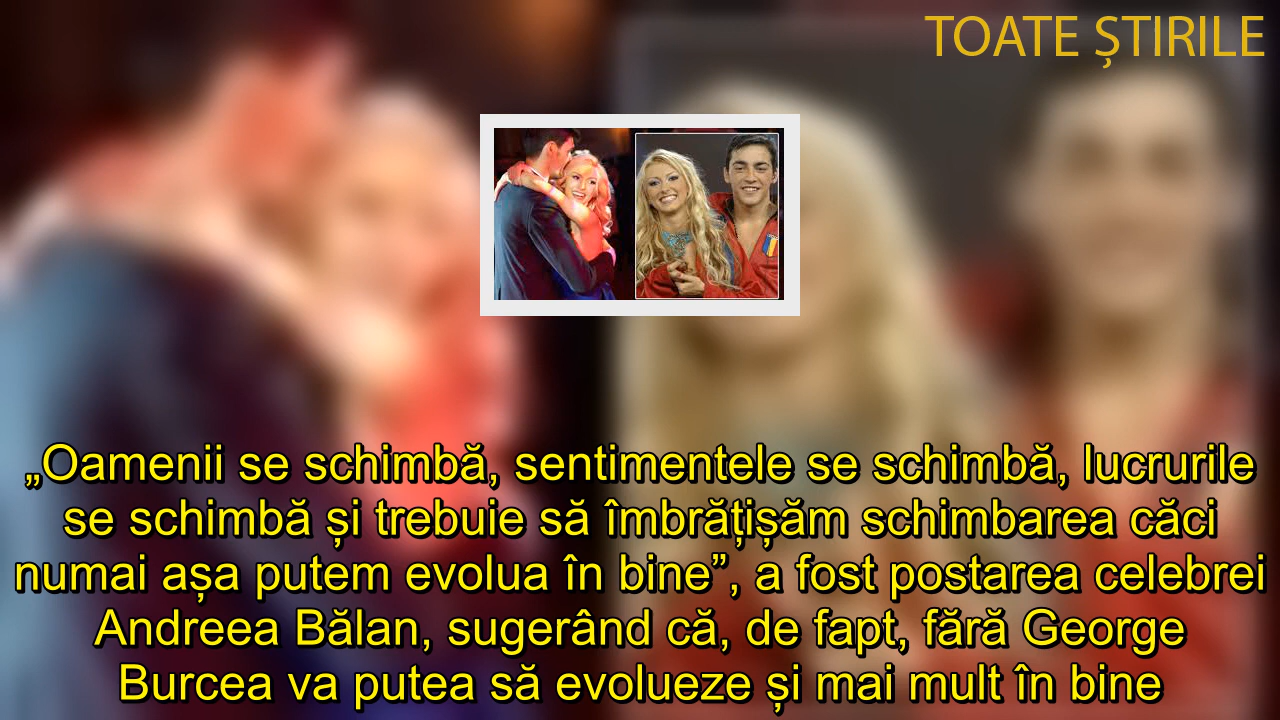 TOATE ȘTIRILE
„Oamenii se schimbă, sentimentele se schimbă, lucrurile
se schimbă și trebuie să îmbrățișăm schimbarea căci
numai așa putem evolua în bine”, a fost postarea celebrei
Andreea Bălan, sugerând că, de fapt, fără George
Burcea va putea să evolueze și mai mult în bine